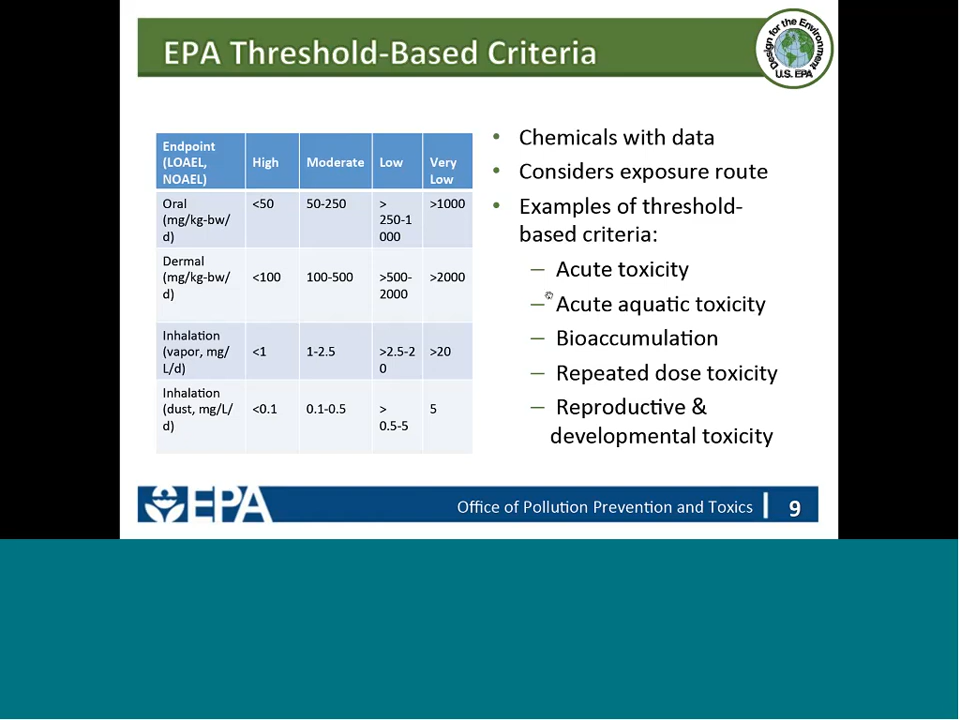 EPA Threshold-Based Criteria
Design for the Environment
U.S. EPA
Endpoint
(LOAEL,
NOAEL)
High
Moderate
Low
Very
Low
Oral
(mg/kg-bw/
d)
<50
50-250
>
250-1
000
>1000
Dermal
(mg/kg-bw/
d)
<100
100-500
>500-
2000
>2000
Inhalation
(vapor, mg/
L/d)
<1
1-2.5
>2.5-2
0
>20
Inhalation
(dust, mg/L/
d)
<0.1
0.1-0.5
>
0.5-5
5
• Chemicals with data
• Considers exposure route
• Examples of threshold-
based criteria:
– Acute toxicity
– Acute aquatic toxicity
– Bioaccumulation
– Repeated dose toxicity
– Reproductive &
developmental toxicity
EPA
Office of Pollution Prevention and Toxics
9